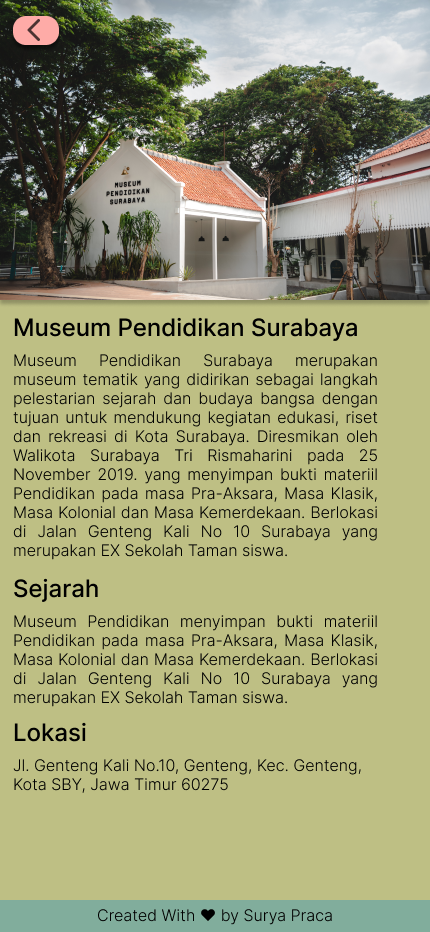 MUSEUM
PENDIDIKAN
SURABAYA
Museum Pendidikan Surabaya
Museum Pendidikan Surabaya merupakan
museum tematik yang didirikan sebagai langkah
pelestarian sejarah dan budaya bangsa dengan
tujuan untuk mendukung kegiatan edukasi, riset
dan rekreasi di Kota Surabaya. Diresmikan oleh
Walikota Surabaya Tri Rismaharini pada 25
November 2019. yang menyimpan bukti materiil
Pendidikan pada masa Pra-Aksara, Masa Klasik,
Masa Kolonial dan Masa Kemerdekaan. Berlokasi
di Jalan Genteng Kali No 10 Surabaya yang
merupakan EX Sekolah Taman siswa.
Sejarah
Museum Pendidikan menyimpan bukti materiil
Pendidikan pada masa Pra-Aksara, Masa Klasik,
Masa Kolonial dan Masa Kemerdekaan. Berlokasi
di Jalan Genteng Kali No 10 Surabaya yang
merupakan EX Sekolah Taman siswa.
Lokasi
Jl. Genteng Kali No.10, Genteng, Kec. Genteng,
Kota SBY, Jawa Timur 60275
Created With ♥ by Surya Praca